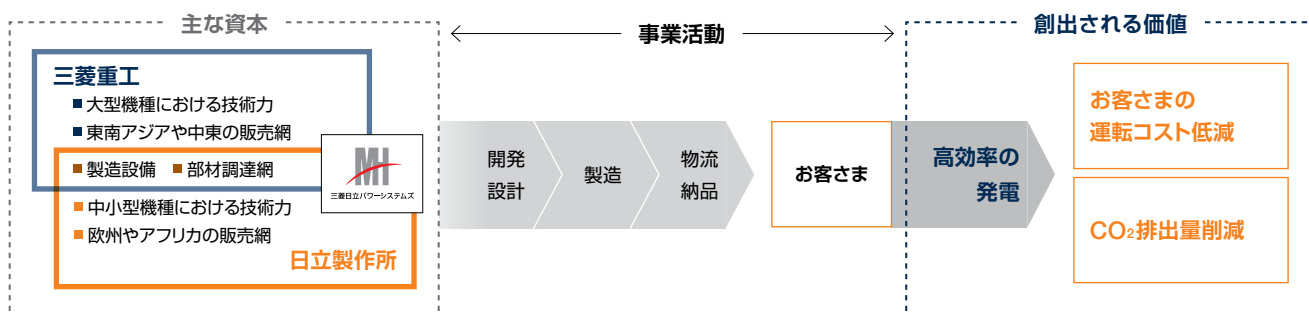 主な資本
三菱重工
大型機種における技術力
東南アジアや中東の販売網
製造設備 部材調達網
中小型機種における技術力
欧州やアフリカの販売網
日立製作所
MH
三菱日立パワーシステムズ
事業活動
開発
設計
製造
物流
納品
お客さま
創出される価値
高効率の
発電
お客さまの
運転コスト低減
CO₂排出量削減